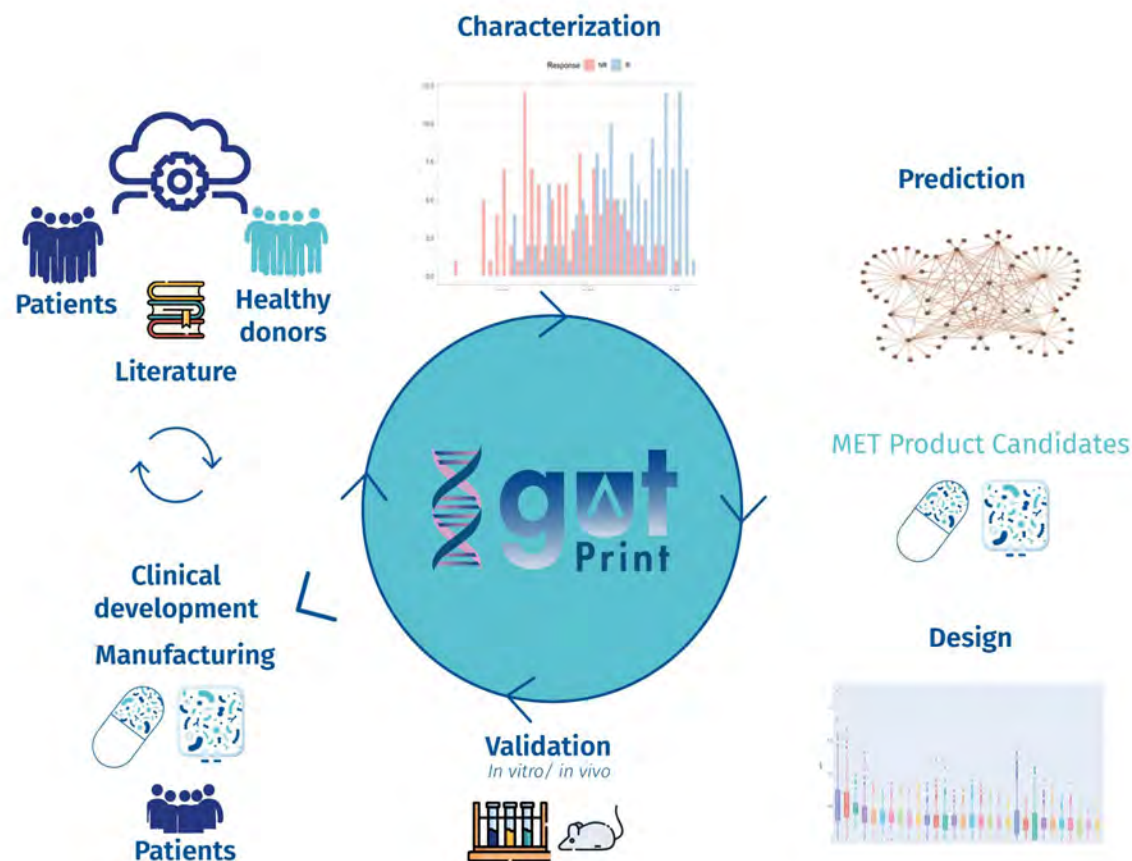 Characterization
Response NR R
Patients
Healthy
donors
Literature
Prediction
MET Product Candidates
gut
Print
Clinical
development
Manufacturing
Patients
Validation
In vitro/ in vivo
Design